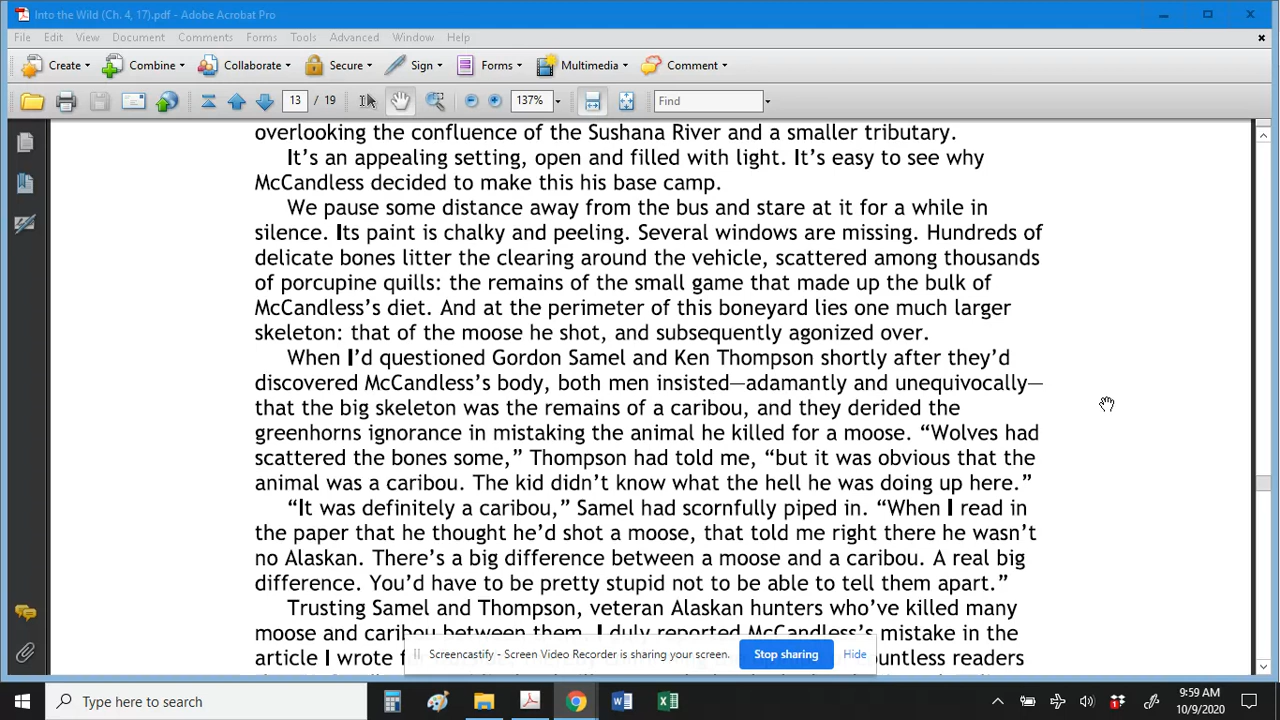 Into the Wild (Ch. 4, 17).pdf - Adobe Acrobat Pro
File Edit View Document Comments Forms Tools Advanced Window Help
Create Combine Collaborate Secure Sign Forms Multimedia Comment
13 / 19 137% Find
overlooking the confluence of the Sushana River and a smaller tributary.
It’s an appealing setting, open and filled with light. It’s easy to see why
McCandless decided to make this his base camp.
We pause some distance away from the bus and stare at it for a while in
silence. Its paint is chalky and peeling. Several windows are missing. Hundreds of
delicate bones litter the clearing around the vehicle, scattered among thousands
of porcupine quills: the remains of the small game that made up the bulk of
McCandless’s diet. And at the perimeter of this boneyard lies one much larger
skeleton: that of the moose he shot, and subsequently agonized over.
When I’d questioned Gordon Samel and Ken Thompson shortly after they’d
discovered McCandless’s body, both men insisted—adamantly and unequivocally—
that the big skeleton was the remains of a caribou, and they derided the
greenhorns ignorance in mistaking the animal he killed for a moose. “Wolves had
scattered the bones some,” Thompson had told me, “but it was obvious that the
animal was a caribou. The kid didn’t know what the hell he was doing up here.”
“It was definitely a caribou,” Samel had scornfully piped in. “When I read in
the paper that he thought he’d shot a moose, that told me right there he wasn’t
no Alaskan. There’s a big difference between a moose and a caribou. A real big
difference. You’d have to be pretty stupid not to be able to tell them apart.”
Trusting Samel and Thompson, veteran Alaskan hunters who’ve killed many
moose and caribou between them, I duly reported McCandless’s mistake in the
article I wrote countless readers
Screencastify - Screen Video Recorder is sharing your screen. Stop sharing Hide
Type here to search
9:59 AM
10/9/2020